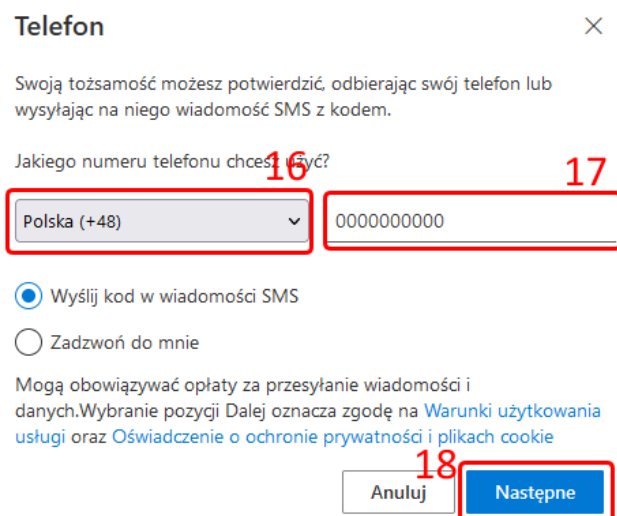 Telefon
Swoją tożsamość możesz potwierdzić, odbierając swój telefon lub
wysyłając na niego wiadomość SMS z kodem.
Jakiego numeru telefonu chcesz użyć?
16
17
Polska (+48)
0000000000
Wyślij kod w wiadomości SMS
Zadzwoń do mnie
Mogą obowiązywać opłaty za przesyłanie wiadomości i
danych.Wybranie pozycji Dalej oznacza zgodę na Warunki użytkowania
usługi oraz Oświadczenie o ochronie prywatności i plikach cookie
18
Anuluj Następne